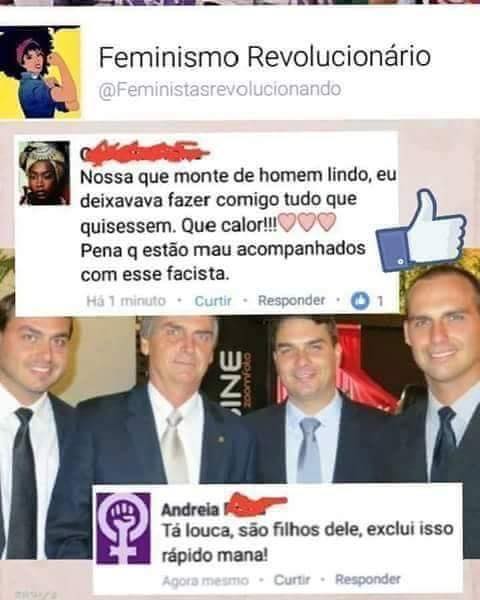 Feminismo Revolucionário
@Feministasrevolucionando
Nossa que monte de homem lindo, eu
deixavava fazer comigo tudo que
quisessem. Que calor!!!♡♡♡
Pena q estão mau acompanhados
com esse facista.
Há 1 minuto · Curtir · Responder · 1
INE
zoomfoto
Andreia
Tá louca, são filhos dele, exclui isso
rápido mana!
Agora mesmo · Curtir · Responder